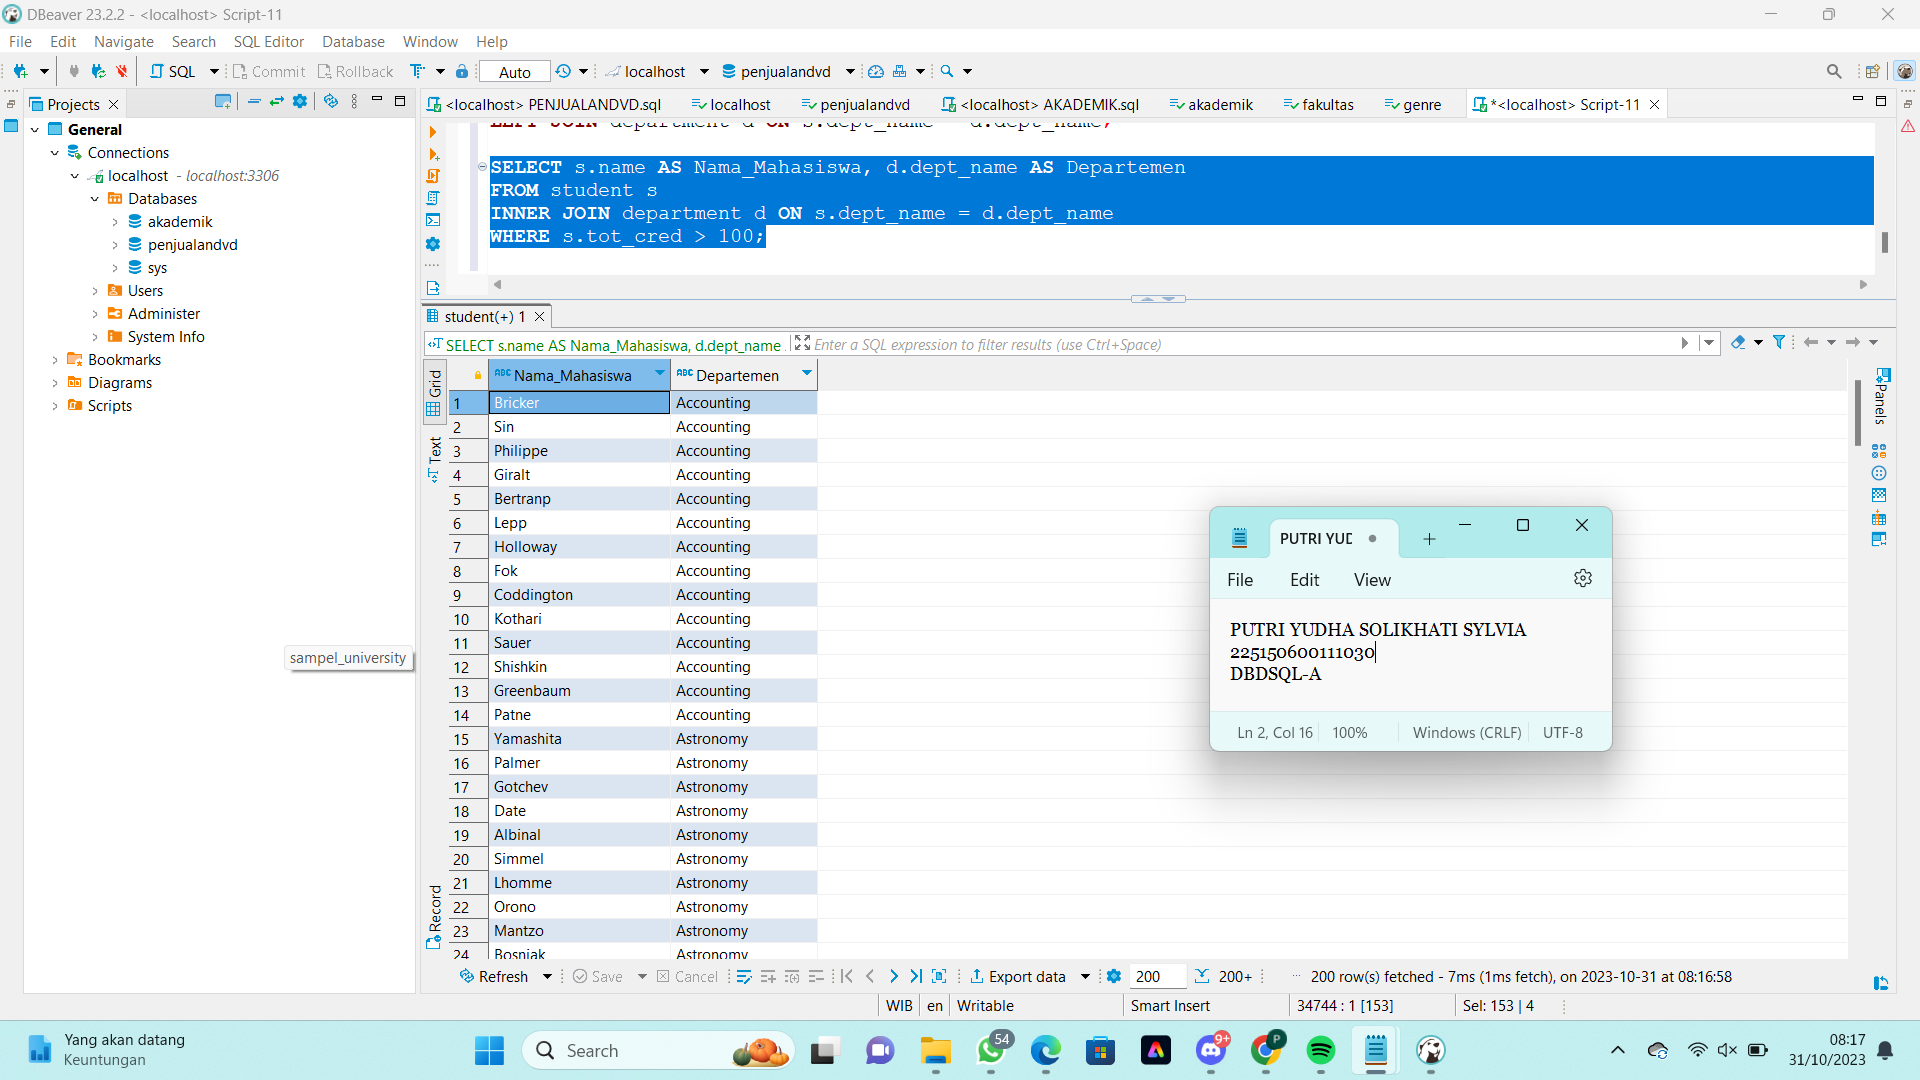 DBeaver 23.2.2 - <localhost> Script-11
File Edit Navigate Search SQL Editor Database Window Help
SQL Commit Rollback Auto localhost penjualandvd
Projects
<localhost> PENJUALANDVD.sql localhost penjualandvd <localhost> AKADEMIK.sql akademik fakultas genre *<localhost> Script-11
General
Connections
localhost - localhost:3306
Databases
akademik
penjualandvd
sys
Users
Administer
System Info
Bookmarks
Diagrams
Scripts
sampel_university
LEFT JOIN department d ON s.dept_name = d.dept_name;
SELECT s.name AS Nama_Mahasiswa, d.dept_name AS Departemen
FROM student s
INNER JOIN department d ON s.dept_name = d.dept_name
WHERE s.tot_cred > 100;
student(+) 1
SELECT s.name AS Nama_Mahasiswa, d.dept_name Enter a SQL expression to filter results (use Ctrl+Space)
Grid
Text
Record
Panels
ABC Nama_Mahasiswa ABC Departemen
1 Bricker Accounting
2 Sin Accounting
3 Philippe Accounting
4 Giralt Accounting
5 Bertranp Accounting
6 Lepp Accounting
7 Holloway Accounting
8 Fok Accounting
9 Coddington Accounting
10 Kothari Accounting
11 Sauer Accounting
12 Shishkin Accounting
13 Greenbaum Accounting
14 Patne Accounting
15 Yamashita Astronomy
16 Palmer Astronomy
17 Gotchev Astronomy
18 Date Astronomy
19 Albinal Astronomy
20 Simmel Astronomy
21 Lhomme Astronomy
22 Orono Astronomy
23 Mantzo Astronomy
24 Bosniak Astronomy
PUTRI YUD
File Edit View
PUTRI YUDHA SOLIKHATI SYLVIA
225150600111030
DBDSQL-A
Ln 2, Col 16 100% Windows (CRLF) UTF-8
Refresh Save Cancel Export data 200 200+ 200 row(s) fetched - 7ms (1ms fetch), on 2023-10-31 at 08:16:58
WIB en Writable Smart Insert 34744 : 1 [153] Sel: 153 | 4
Yang akan datang
Keuntungan
Search
54
9+
P
08:17
31/10/2023